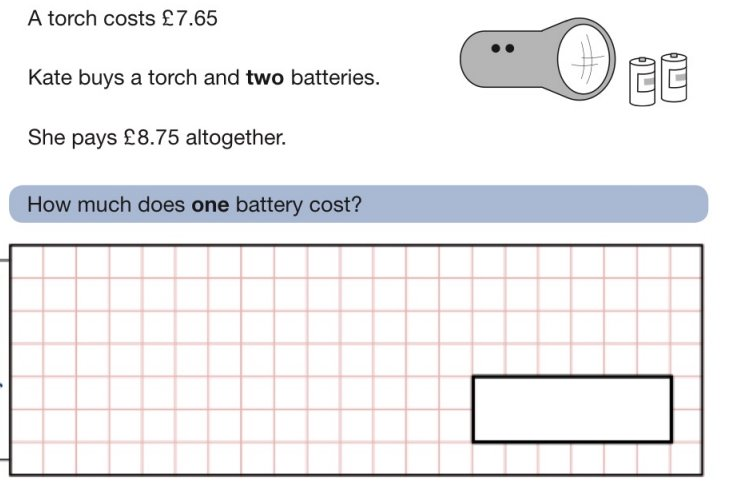 A torch costs £7.65
Kate buys a torch and two batteries.
She pays £8.75 altogether.
How much does one battery cost?